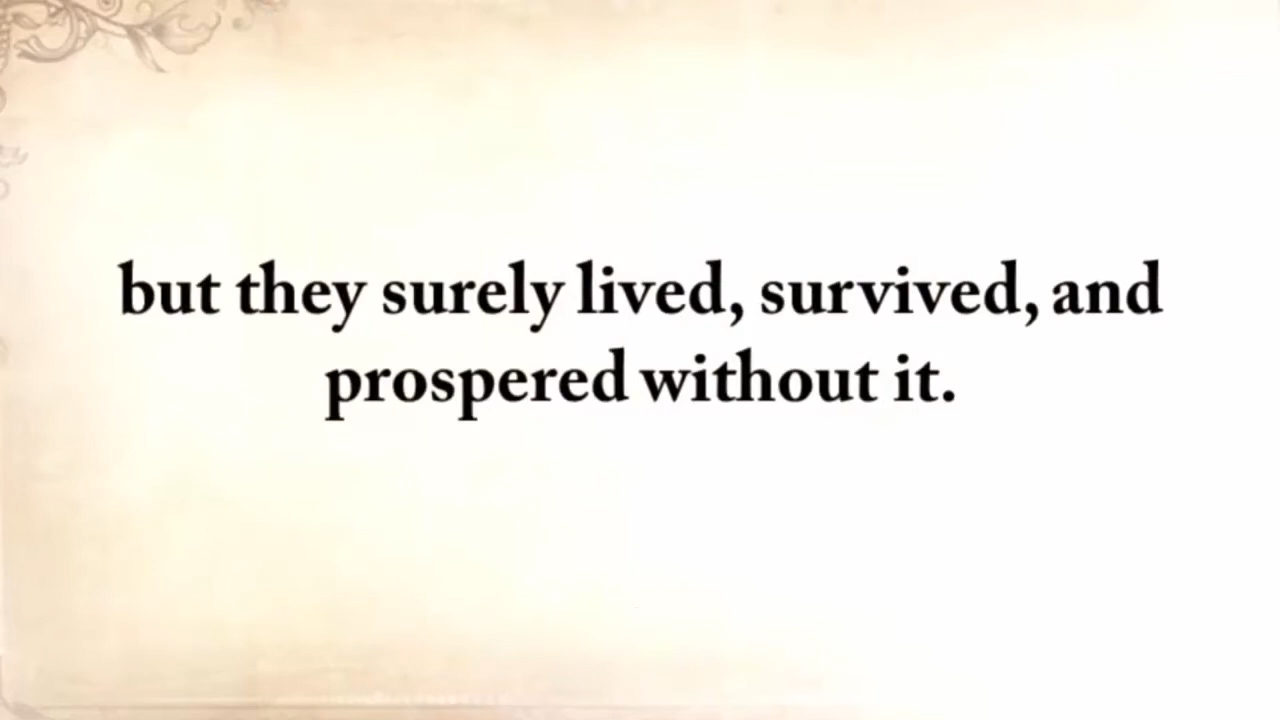 but they surely lived, survived, and
prospered without it.